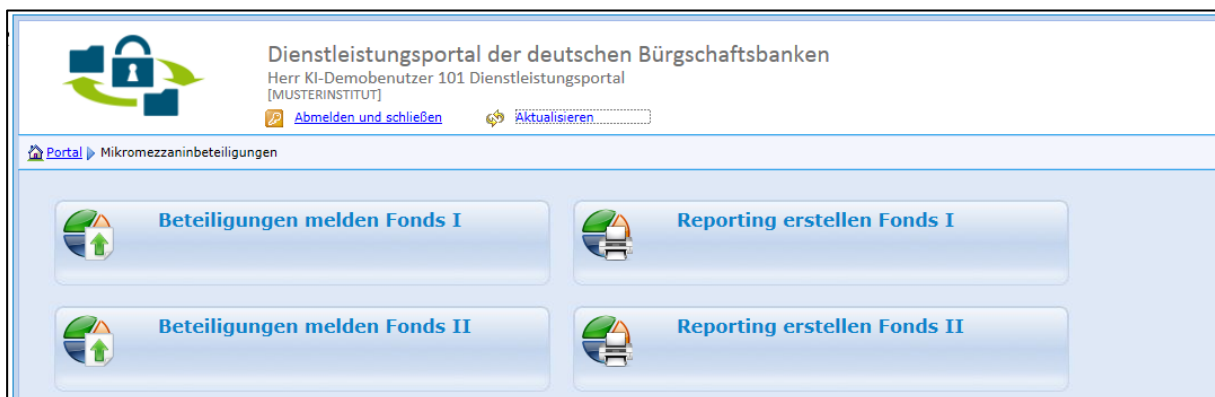 Dienstleistungsportal der deutschen Bürgschaftsbanken
Herr KI-Demobenutzer 101 Dienstleistungsportal
[MUSTERINSTITUT]
Abmelden und schließen Aktualisieren
Portal Mikromezzaninbeteiligungen
Beteiligungen melden Fonds I Reporting erstellen Fonds I
Beteiligungen melden Fonds II Reporting erstellen Fonds II